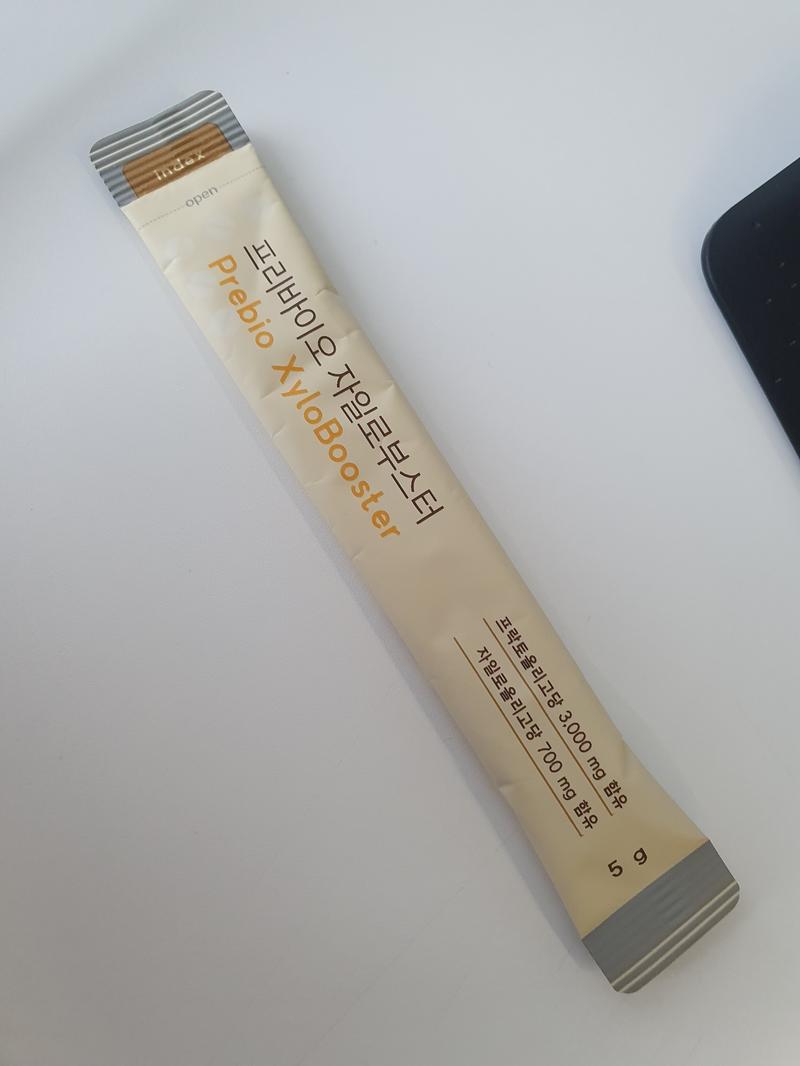 Index
open
프리바이오 자일로부스터
Prebio XyloBooster
프락토올리고당 3,000 mg 함유
자일로올리고당 700 mg 함유
5 g